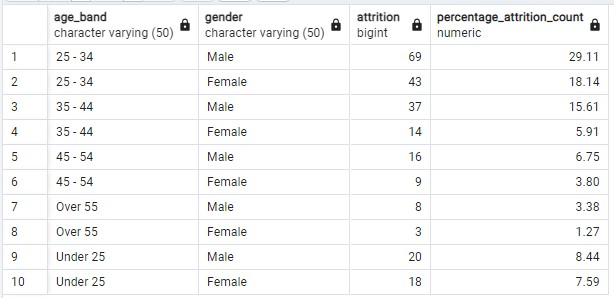 age_band gender attrition percentage_attrition_count
character varying (50) character varying (50) bigint numeric
1 25 - 34 Male 69 29.11
2 25 - 34 Female 43 18.14
3 35 - 44 Male 37 15.61
4 35 - 44 Female 14 5.91
5 45 - 54 Male 16 6.75
6 45 - 54 Female 9 3.80
7 Over 55 Male 8 3.38
8 Over 55 Female 3 1.27
9 Under 25 Male 20 8.44
10 Under 25 Female 18 7.59